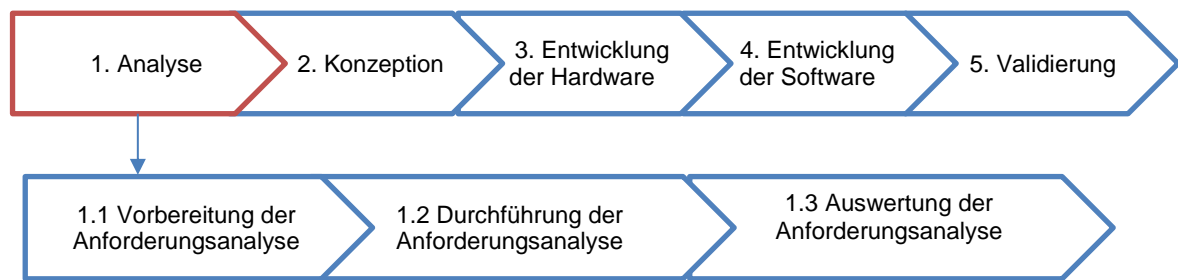 1. Analyse
2. Konzeption
3. Entwicklung
der Hardware
4. Entwicklung
der Software
5. Validierung
1.1 Vorbereitung der
Anforderungsanalyse
1.2 Durchführung der
Anforderungsanalyse
1.3 Auswertung der
Anforderungsanalyse